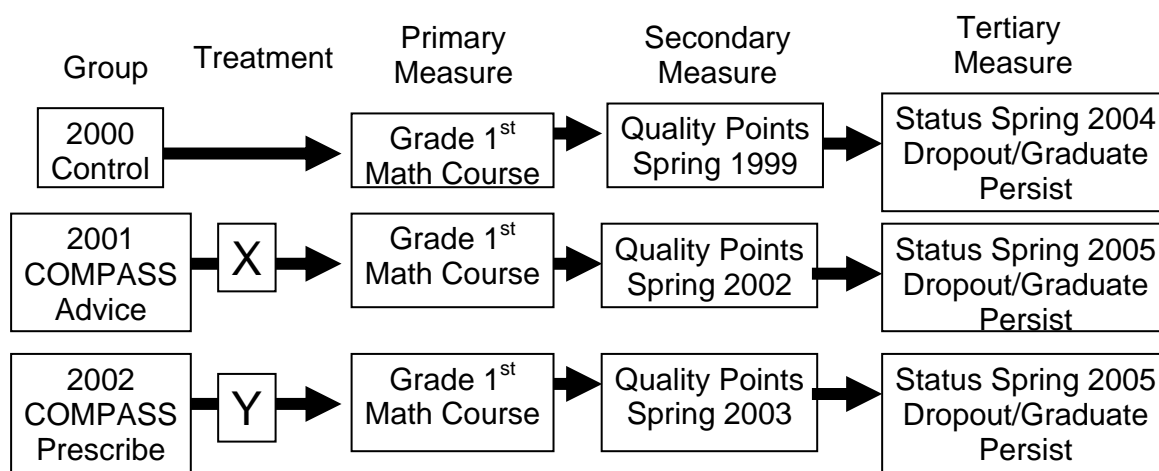 Group
Treatment
Primary
Measure
Secondary
Measure
Tertiary
Measure
2000
Control
Grade 1st
Math Course
Quality Points
Spring 1999
Status Spring 2004
Dropout/Graduate
Persist
2001
COMPASS
Advice
X
Grade 1st
Math Course
Quality Points
Spring 2002
Status Spring 2005
Dropout/Graduate
Persist
2002
COMPASS
Prescribe
Y
Grade 1st
Math Course
Quality Points
Spring 2003
Status Spring 2005
Dropout/Graduate
Persist